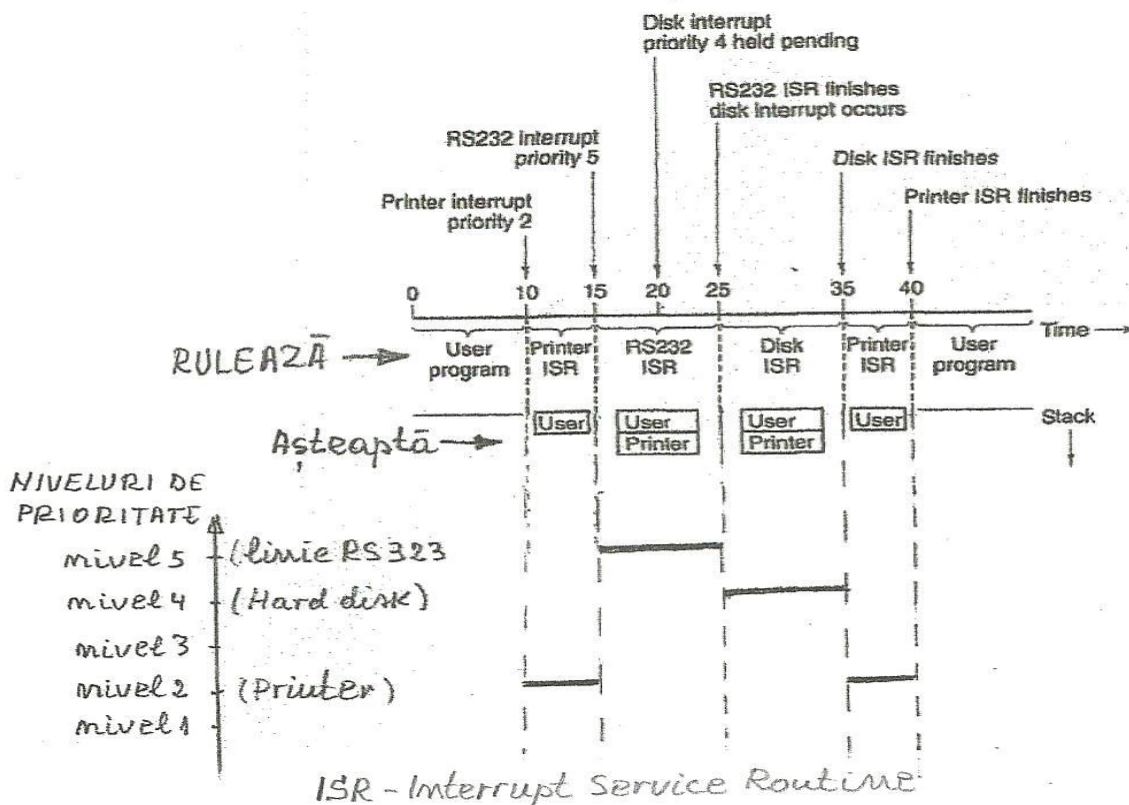 Disk interrupt
priority 4 held pending
RS232 ISR finishes
disk interrupt occurs
RS232 interrupt
priority 5
Disk ISR finishes
Printer interrupt
priority 2
Printer ISR finishes
0 10 15 20 25 35 40
Time
RULEAZĂ
User
program
Printer
ISR
RS232
ISR
Disk
ISR
Printer
ISR
User
program
Așteaptă
User
User
Printer
User
Printer
User
Stack
NIVELURI DE
PRIORITATE
nivel 5 (linie RS323
nivel 4 (Hard disk)
nivel 3
nivel 2 (Printer)
nivel 1
ISR - Interrupt Service Routine